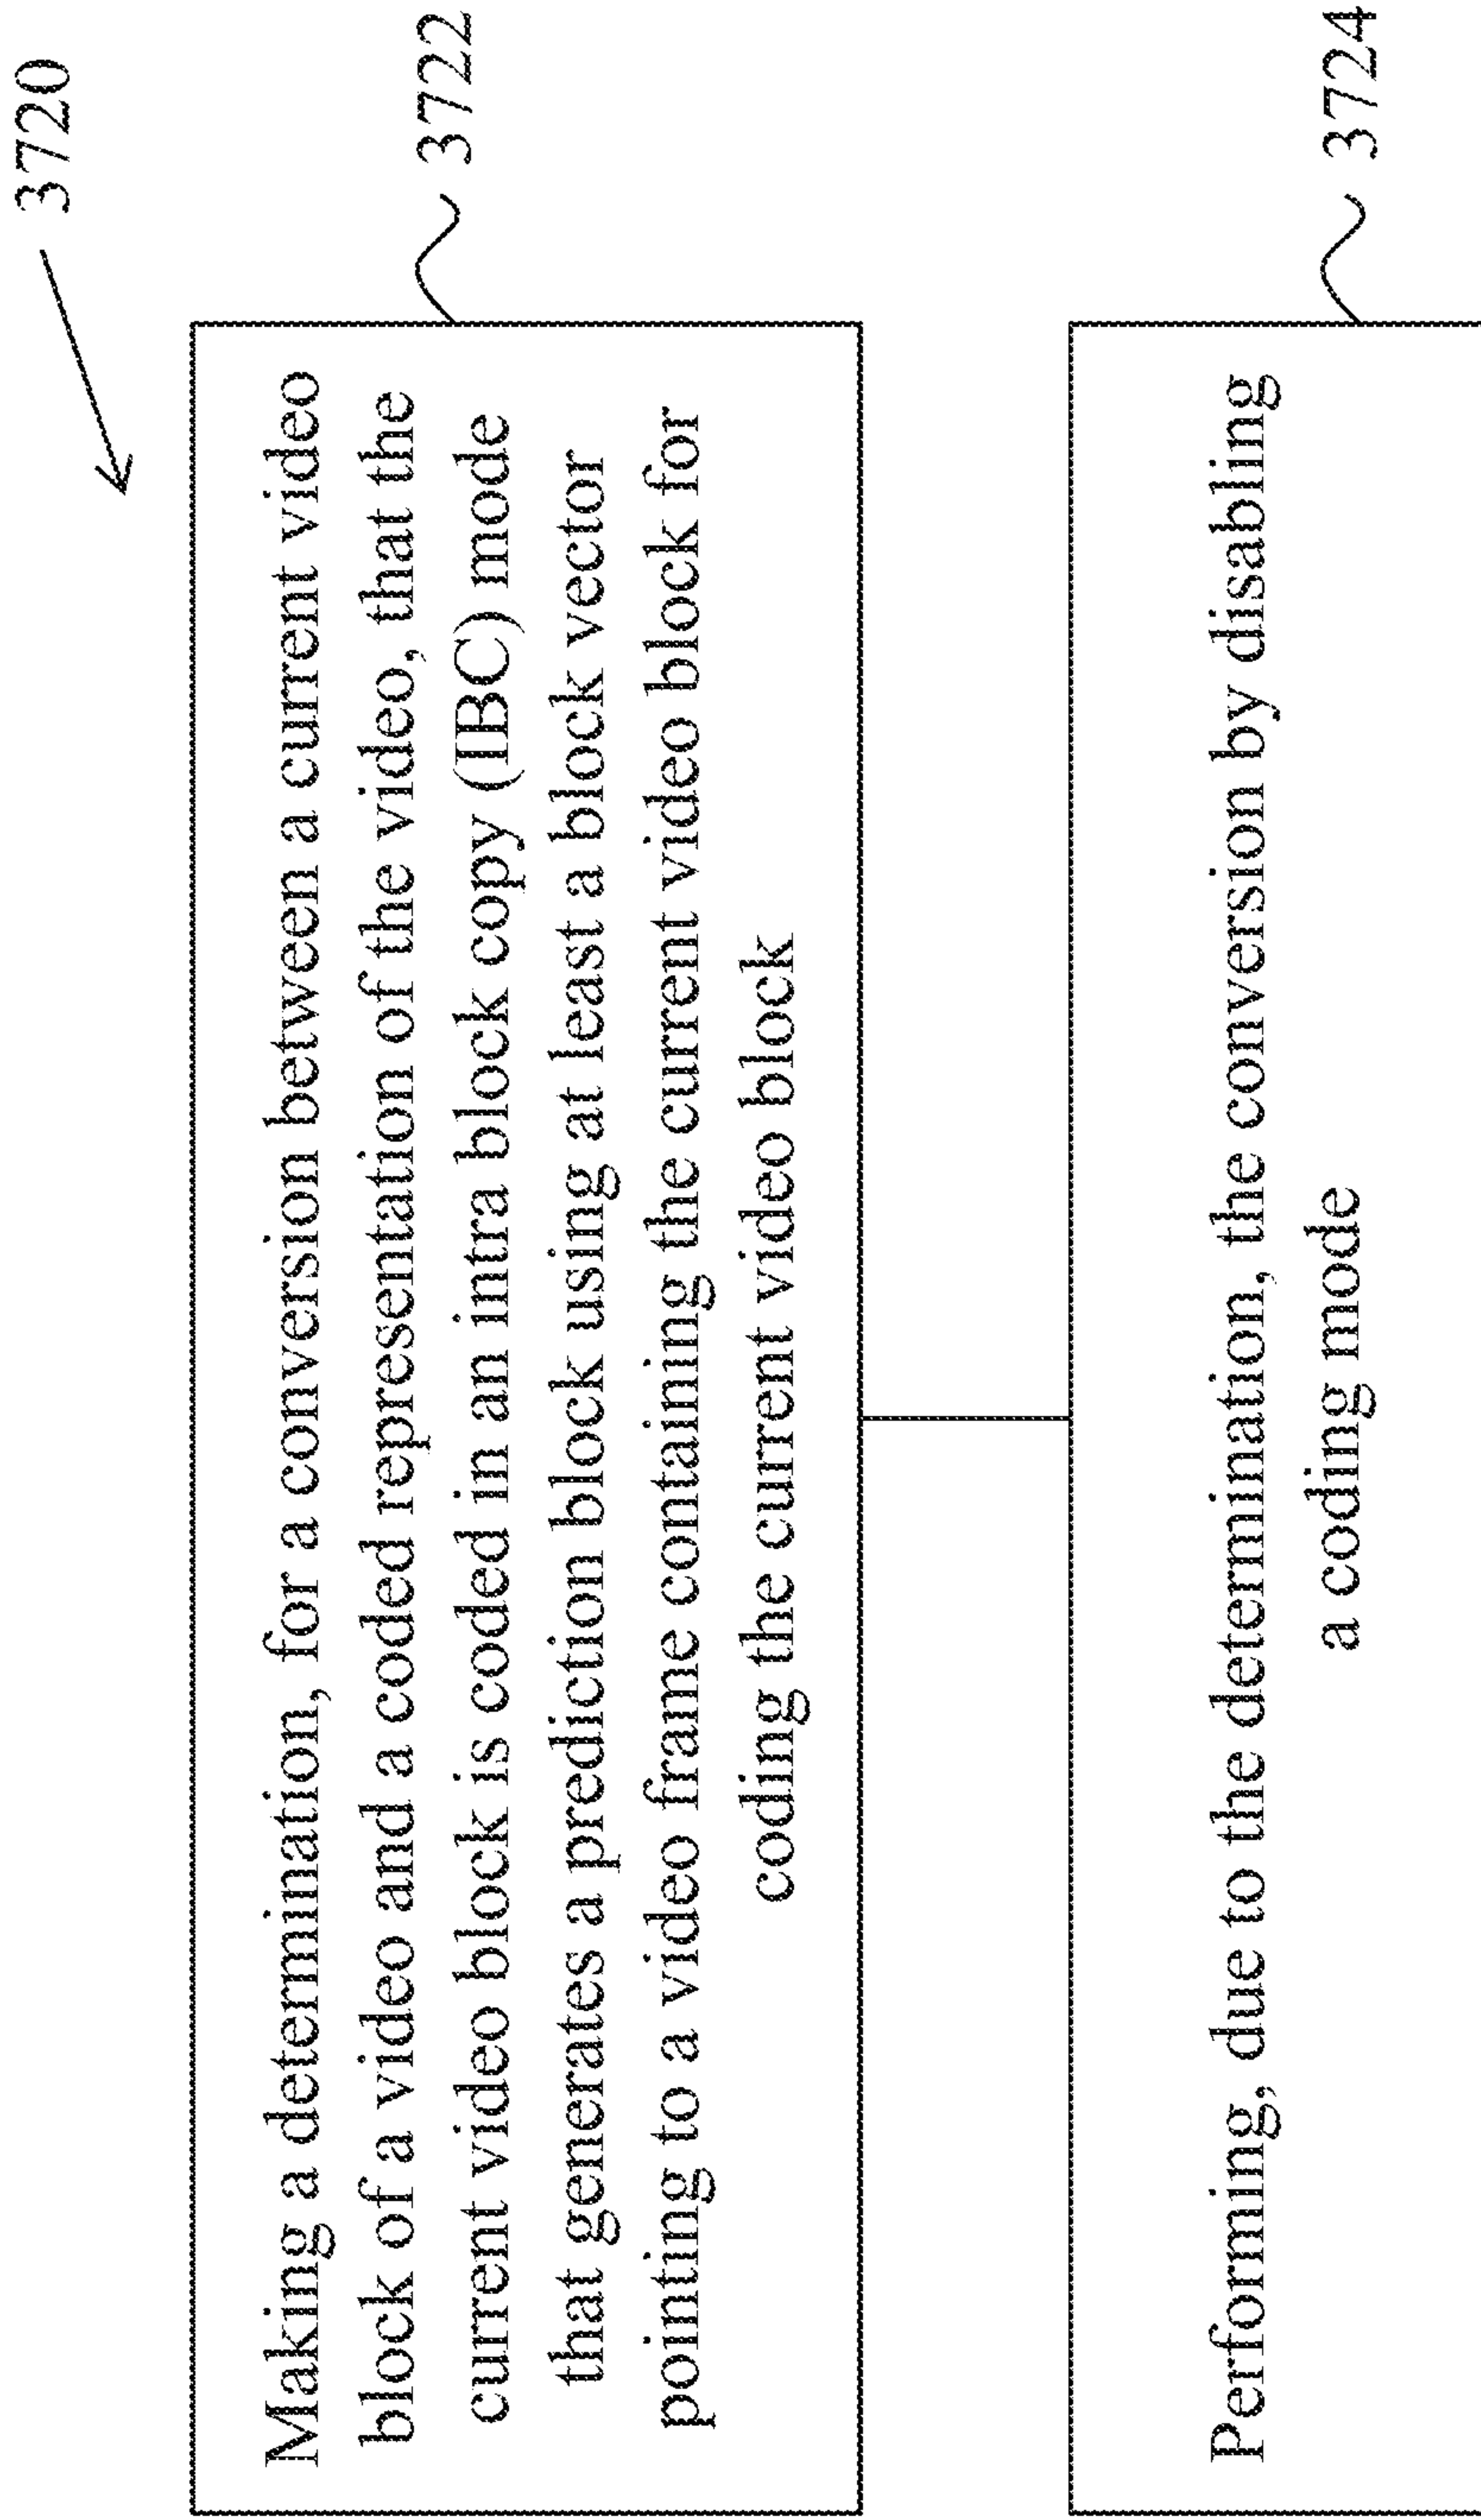 3720
Making a determination, for a conversion between a current video
block of a video and a coded representation of the video, that the
current video block is coded in an intra block copy (IBC) mode
that generates a prediction block using at least a block vector
pointing to a video frame containing the current video block for
coding the current video block
3722
Performing, due to the determination, the conversion by disabling
a coding mode
3724